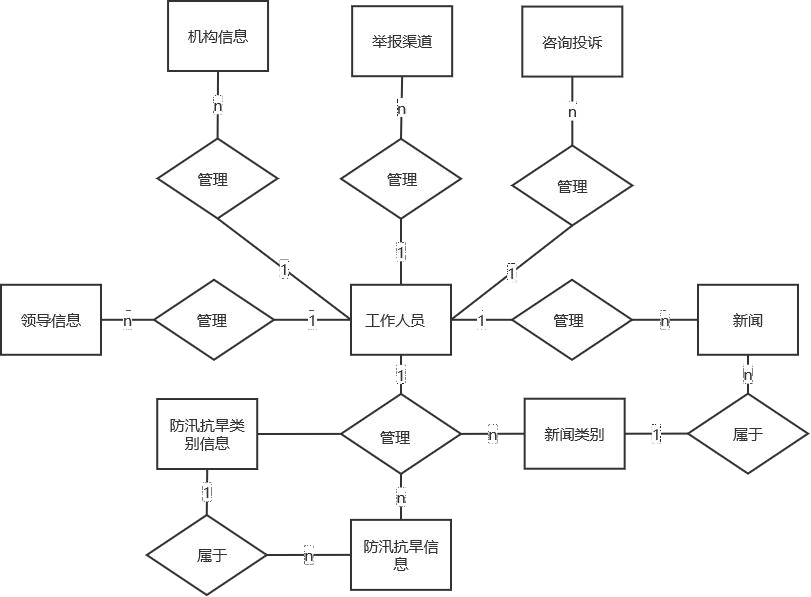 机构信息
举报渠道
咨询投诉
n
n
n
管理
管理
管理
1
1
1
领导信息
n
管理
1
工作人员
1
管理
n
新闻
1
n
防汛抗旱类
别信息
管理
n
新闻类别
1
属于
1
n
属于
n
防汛抗旱信
息